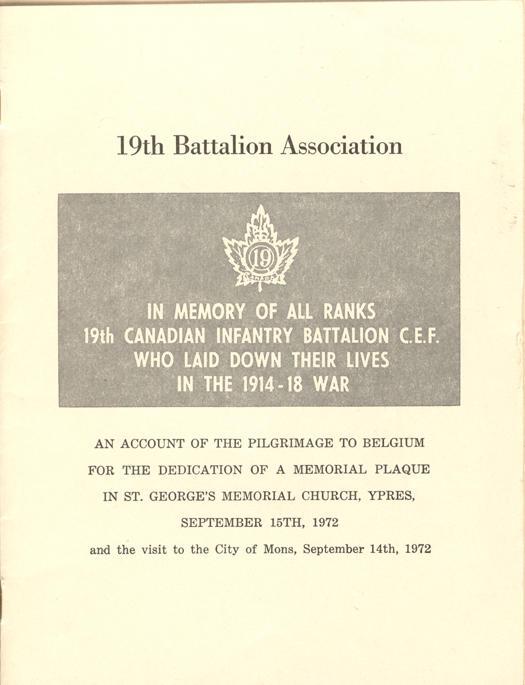 19th Battalion Association
19
CANADA
IN MEMORY OF ALL RANKS
19th CANADIAN INFANTRY BATTALION C.E.F.
WHO LAID DOWN THEIR LIVES
IN THE 1914-18 WAR
AN ACCOUNT OF THE PILGRIMAGE TO BELGIUM
FOR THE DEDICATION OF A MEMORIAL PLAQUE
IN ST. GEORGE'S MEMORIAL CHURCH, YPRES,
SEPTEMBER 15TH, 1972
and the visit to the City of Mons, September 14th, 1972